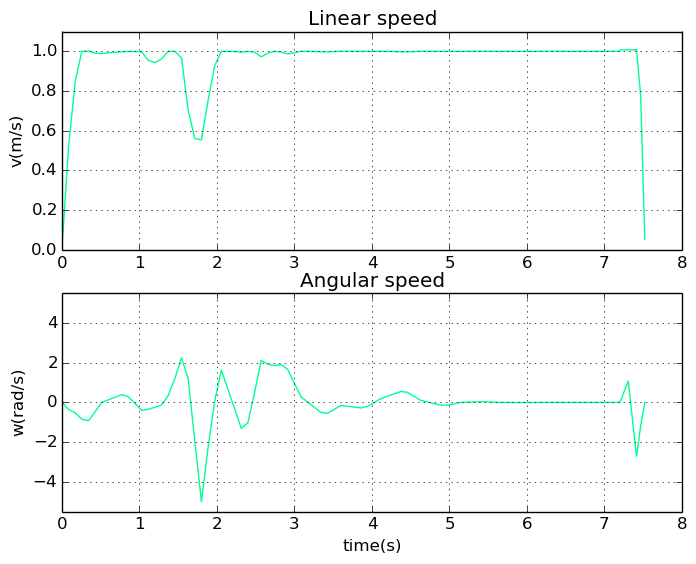 Linear speed
1.0
0.8
0.6
0.4
0.2
0.0
v(m/s)
0 1 2 3 4 5 6 7 8
Angular speed
4
2
0
−2
−4
w(rad/s)
0 1 2 3 4 5 6 7 8
time(s)